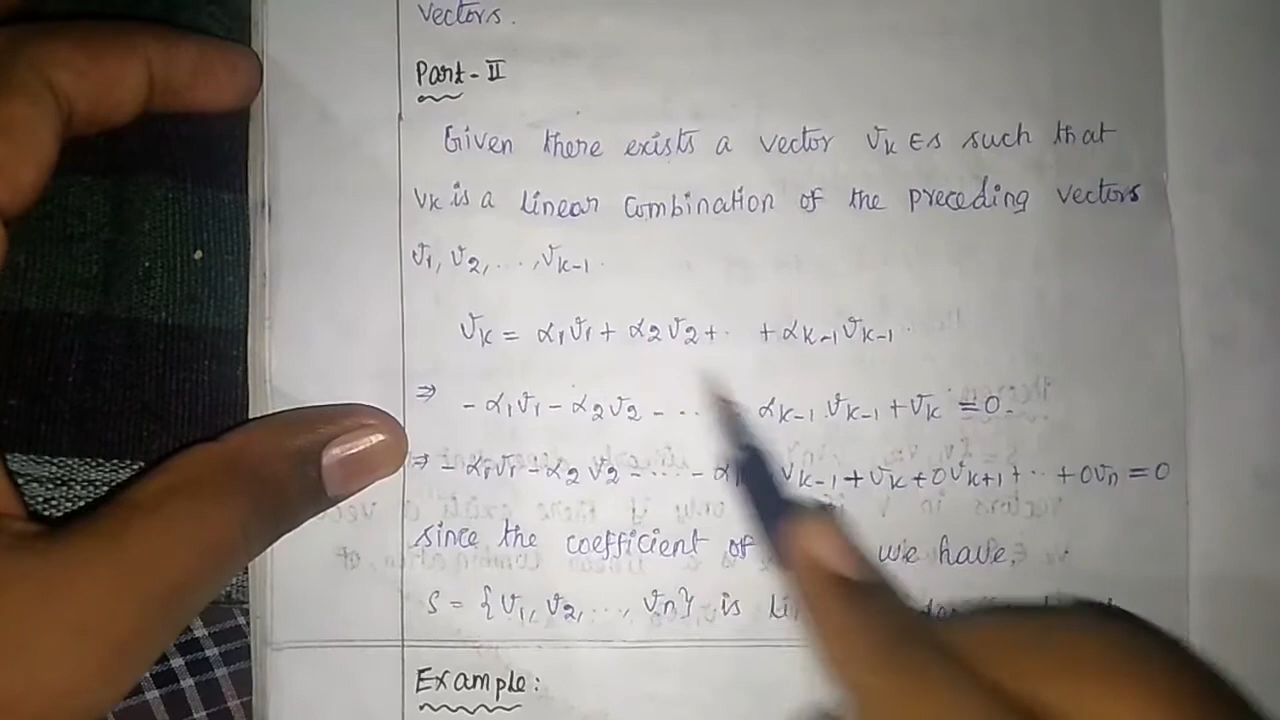 vectors.
Part - II
Given there exists a vector vₖ ∈ S such that
vₖ is a linear combination of the preceding vectors
v₁, v₂, ..., vₖ₋₁.
vₖ = α₁v₁ + α₂v₂ + .. + αₖ₋₁vₖ₋₁.
⇒ - α₁v₁ - α₂v₂ - ... αₖ₋₁ vₖ₋₁ + vₖ = 0.
⇒ - α₁v₁ - α₂v₂ - ... - α vₖ₋₁ + vₖ + 0vₖ₊₁ + .. + 0vₙ = 0
since the coefficient of we have,
S = {v₁, v₂, ..., vₙ} is
Example: